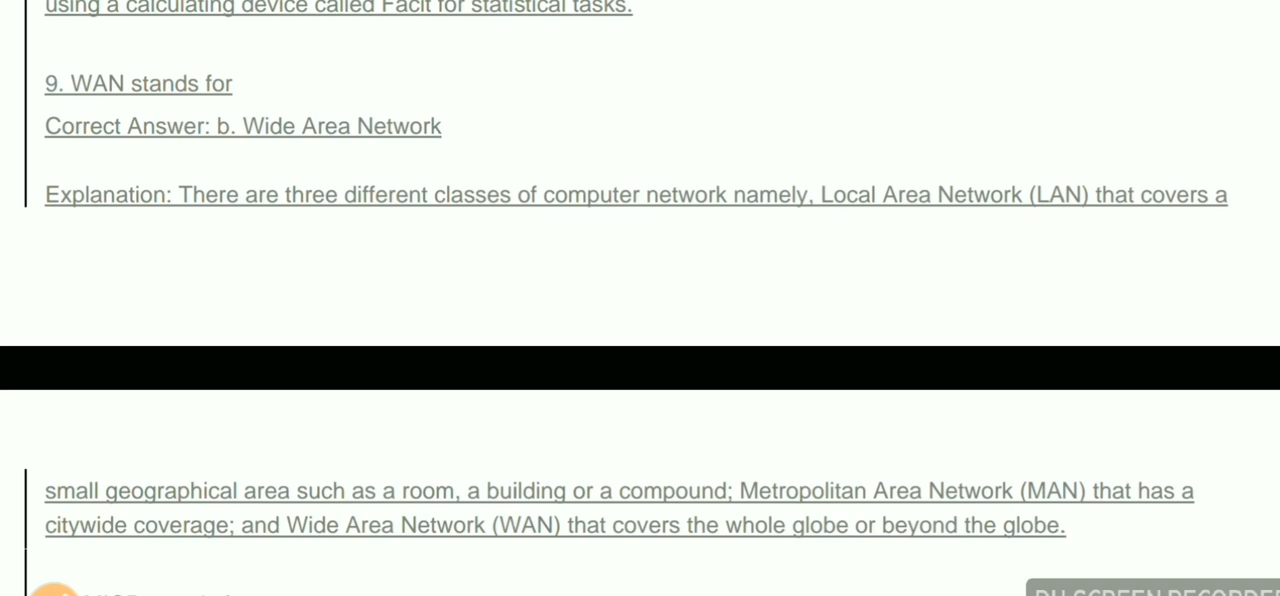 using a calculating device called Facit for statistical tasks.
9. WAN stands for
Correct Answer: b. Wide Area Network
Explanation: There are three different classes of computer network namely, Local Area Network (LAN) that covers a
small geographical area such as a room, a building or a compound; Metropolitan Area Network (MAN) that has a
citywide coverage; and Wide Area Network (WAN) that covers the whole globe or beyond the globe.
DU SCREEN RECORDER